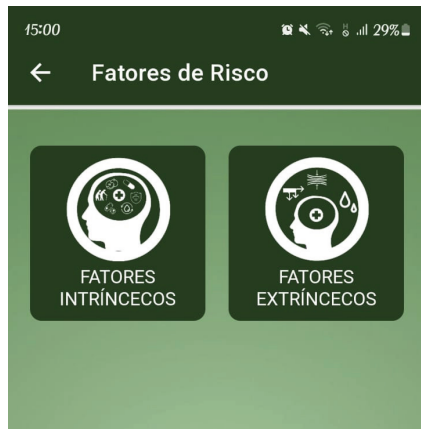 15:00 29%
Fatores de Risco
FATORES
INTRÍNCECOS
FATORES
EXTRÍNCECOS